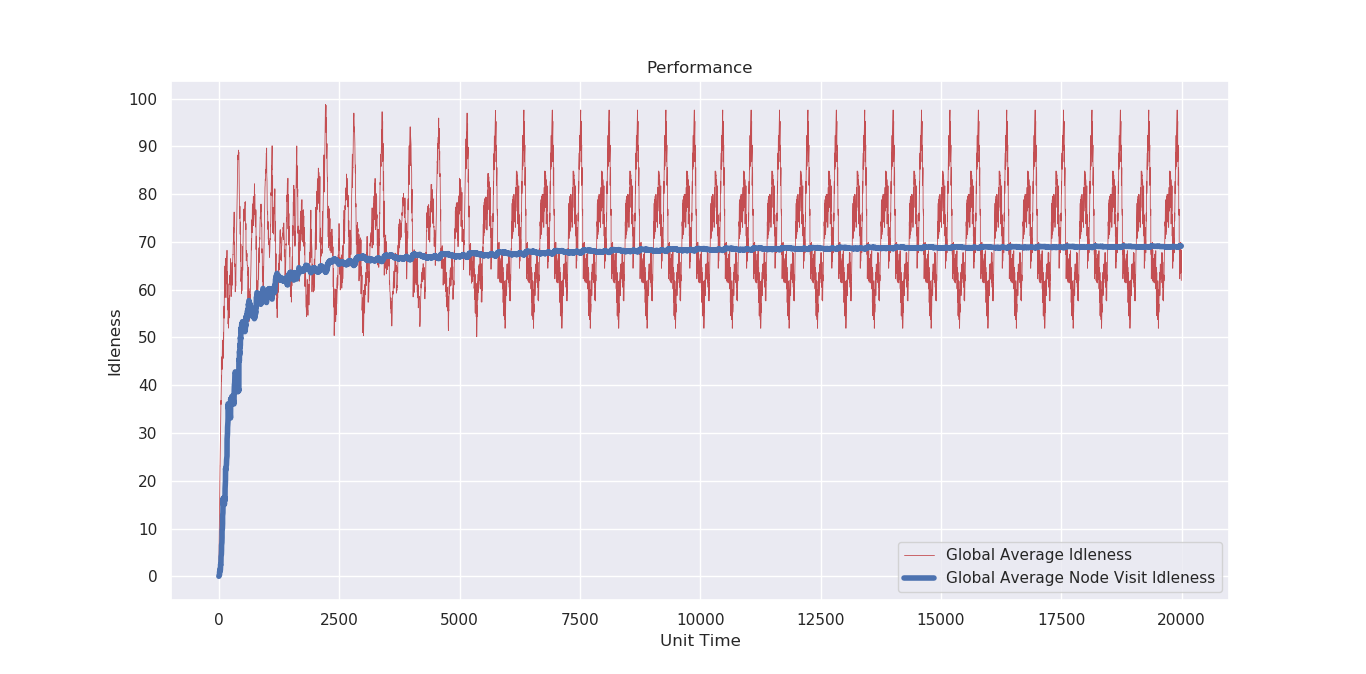 Performance
100
90
80
70
60
50
40
30
20
10
0
Idleness
0 2500 5000 7500 10000 12500 15000 17500 20000
Unit Time
Global Average Idleness
Global Average Node Visit Idleness